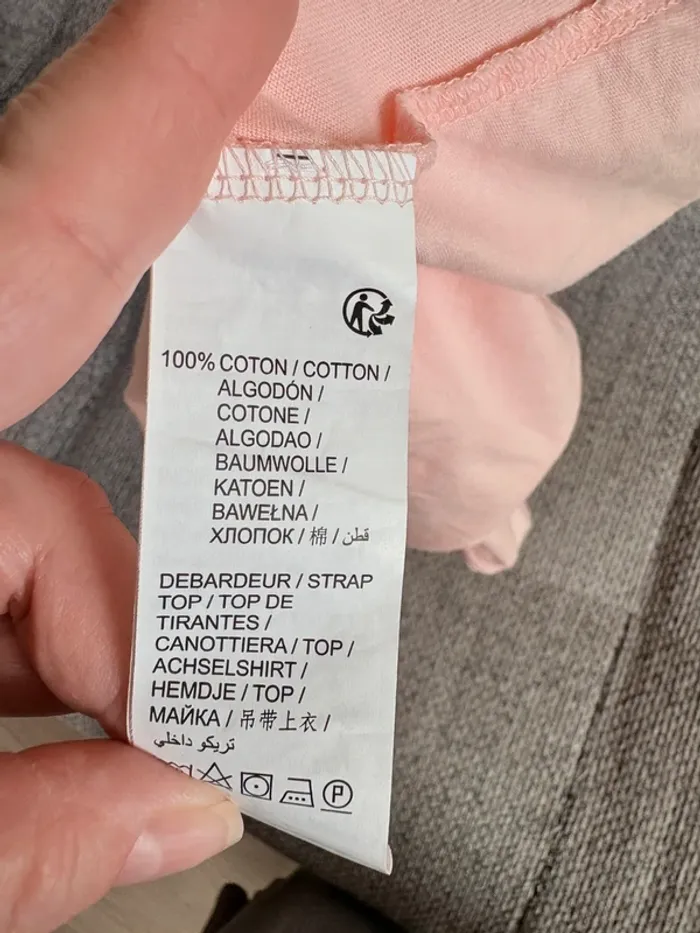 100% COTON / COTTON /
ALGODÓN /
COTONE /
ALGODAO /
BAUMWOLLE /
KATOEN /
BAWEŁNA /
ХЛОПОК / 棉 / قطن
DEBARDEUR / STRAP
TOP / TOP DE
TIRANTES /
CANOTTIERA / TOP /
ACHSELSHIRT /
HEMDJE / TOP /
МАЙКА / 吊带上衣 /
تريكو داخلي
P